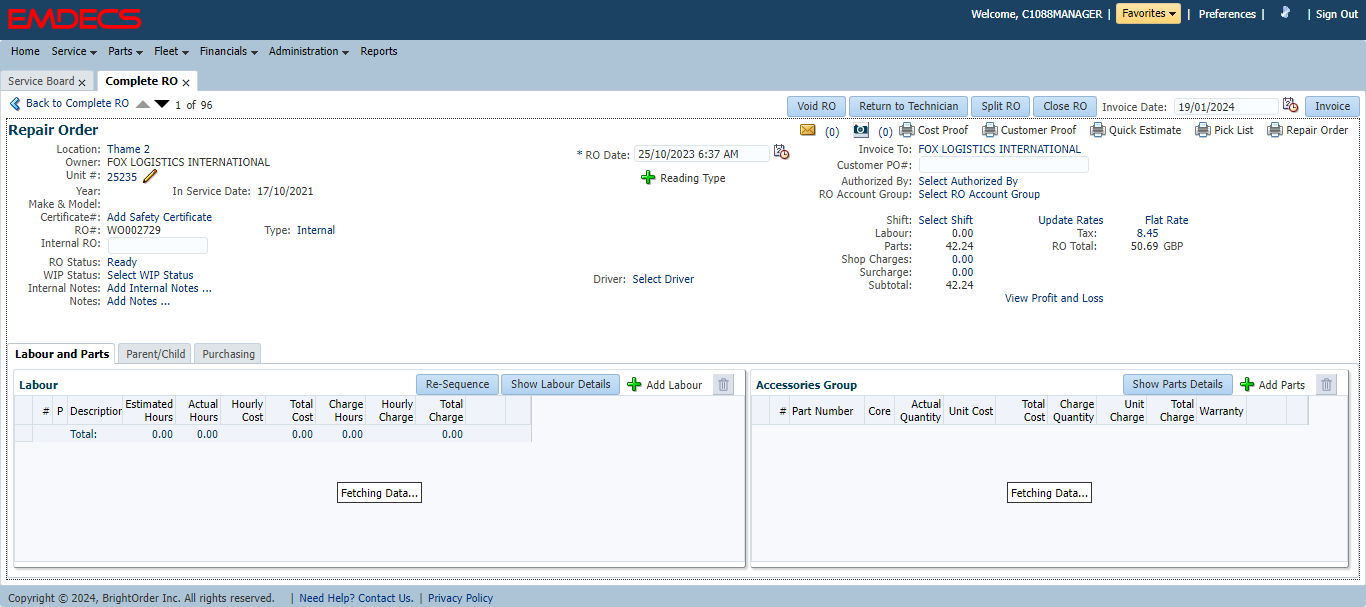 EMDECS
Welcome, C1088MANAGER | Favorites | Preferences | | Sign Out
Home Service Parts Fleet Financials Administration Reports
Service Board x Complete RO x
Back to Complete RO 1 of 96 Void RO Return to Technician Split RO Close RO Invoice Date: 19/01/2024 Invoice
Repair Order (0) (0) Cost Proof Customer Proof Quick Estimate Pick List Repair Order
Location: Thame 2
Owner: FOX LOGISTICS INTERNATIONAL
Unit #: 25235
Year: In Service Date: 17/10/2021
Make & Model:
Certificate#: Add Safety Certificate
RO#: WO002729 Type: Internal
Internal RO:
RO Status: Ready
WIP Status: Select WIP Status
Internal Notes: Add Internal Notes ...
Notes: Add Notes ...
* RO Date: 25/10/2023 6:37 AM
Reading Type
Driver: Select Driver
Invoice To: FOX LOGISTICS INTERNATIONAL
Customer PO#:
Authorized By: Select Authorized By
RO Account Group: Select RO Account Group
Shift: Select Shift Update Rates Flat Rate
Labour: 0.00 Tax: 8.45
Parts: 42.24 RO Total: 50.69 GBP
Shop Charges: 0.00
Surcharge: 0.00
Subtotal: 42.24
View Profit and Loss
Labour and Parts Parent/Child Purchasing
Labour Re-Sequence Show Labour Details Add Labour
# P Description Estimated Hours Actual Hours Hourly Cost Total Cost Charge Hours Hourly Charge Total Charge
Total: 0.00 0.00 0.00 0.00 0.00
Fetching Data...
Accessories Group Show Parts Details Add Parts
# Part Number Core Actual Quantity Unit Cost Total Cost Charge Quantity Unit Charge Total Charge Warranty
Fetching Data...
Copyright © 2024, BrightOrder Inc. All rights reserved. | Need Help? Contact Us. | Privacy Policy